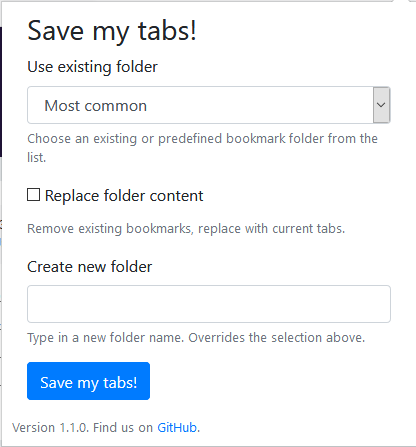 Save my tabs!
Use existing folder
Most common
Choose an existing or predefined bookmark folder from the
list.
Replace folder content
Remove existing bookmarks, replace with current tabs.
Create new folder
Type in a new folder name. Overrides the selection above.
Save my tabs!
Version 1.1.0. Find us on GitHub.